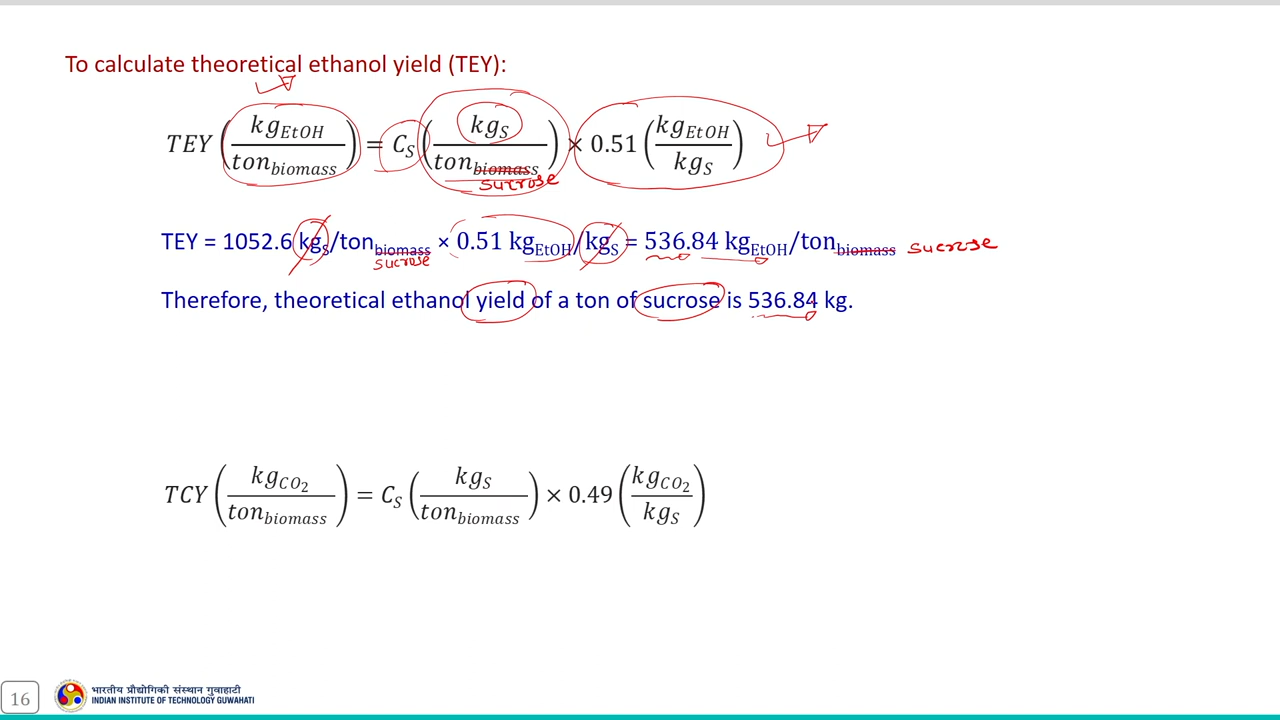 To calculate theoretical ethanol yield (TEY):
TEY (kg_EtOH / ton_biomass) = C_S (kg_S / ton_biomass) × 0.51 (kg_EtOH / kg_S)
sucrose
TEY = 1052.6 kg_S/ton_biomass × 0.51 kg_EtOH/kg_S = 536.84 kg_EtOH/ton_biomass sucrose
sucrose
Therefore, theoretical ethanol yield of a ton of sucrose is 536.84 kg.
TCY (kg_CO₂ / ton_biomass) = C_S (kg_S / ton_biomass) × 0.49 (kg_CO₂ / kg_S)
16
भारतीय प्रौद्योगिकी संस्थान गुवाहाटी
INDIAN INSTITUTE OF TECHNOLOGY GUWAHATI